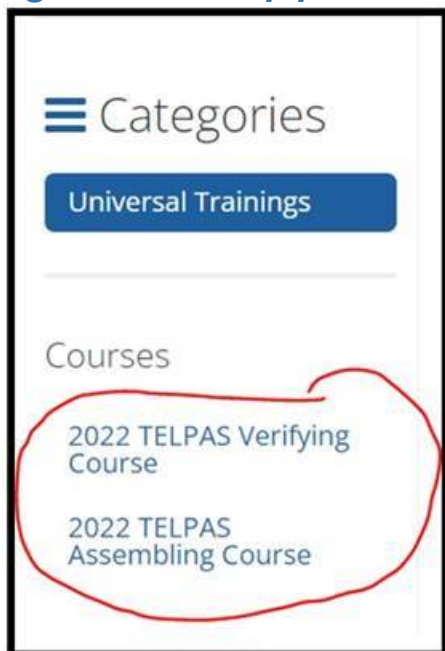 Categories
Universal Trainings
Courses
2022 TELPAS Verifying
Course
2022 TELPAS
Assembling Course